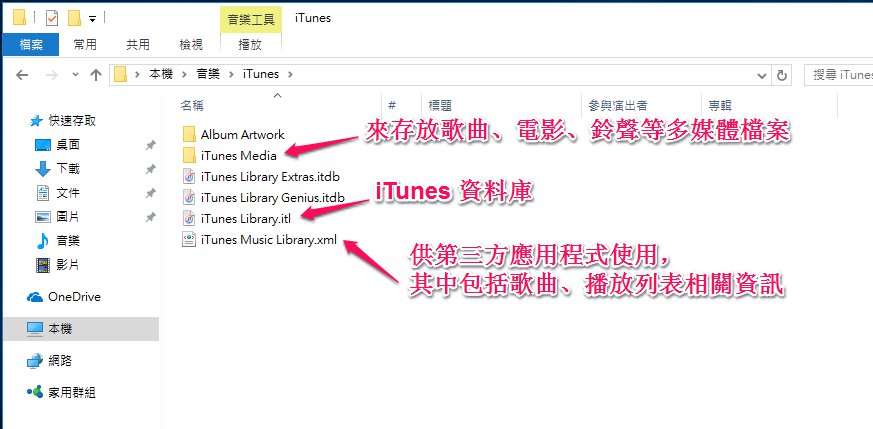 音樂工具
iTunes
檔案
常用
共用
檢視
播放
本機
音樂
iTunes
搜尋 iTunes
名稱
#
標題
參與演出者
專輯
快速存取
桌面
下載
文件
圖片
音樂
影片
OneDrive
本機
網路
家用群組
Album Artwork
iTunes Media
iTunes Library Extras.itdb
iTunes Library Genius.itdb
iTunes Library.itl
iTunes Music Library.xml
來存放歌曲、電影、鈴聲等多媒體檔案
iTunes 資料庫
供第三方應用程式使用,
其中包括歌曲、播放列表相關資訊